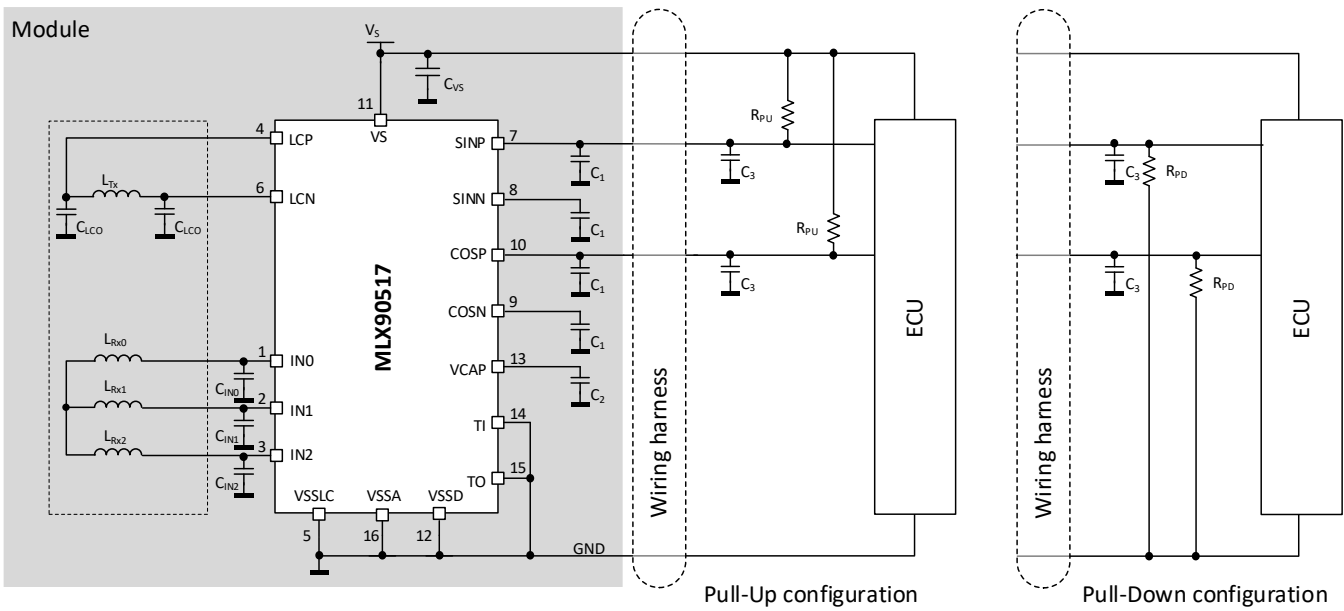 Module
VS
CVS
11
VS
4
LCP
6
LCN
LTx
CLCO
CLCO
SINP
7
C1
SINN
8
C1
COSP
10
C1
COSN
9
C1
VCAP
13
C2
TI
14
TO
15
MLX90517
LRx0
1
IN0
CIN0
LRx1
2
IN1
CIN1
LRx2
3
IN2
CIN2
VSSLC
VSSA
VSSD
5
16
12
GND
Wiring harness
RPU
C3
RPU
C3
ECU
Pull-Up configuration
Wiring harness
C3
RPD
C3
RPD
ECU
Pull-Down configuration